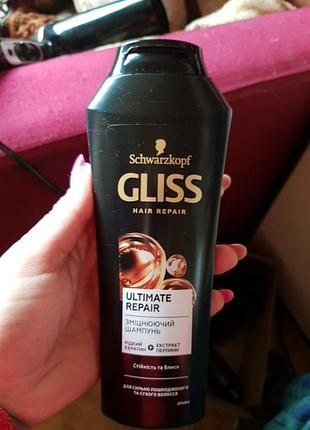 Schwarzkopf
GLISS
HAIR REPAIR
ULTIMATE
REPAIR
ЗМІЦНЮЮЧИЙ
ШАМПУНЬ
РІДКИЙ КЕРАТИН + ЕКСТРАКТ ПЕРЛИНИ
Стійкість та блиск
ДЛЯ СИЛЬНО ПОШКОДЖЕНОГО
ТА СУХОГО ВОЛОССЯ